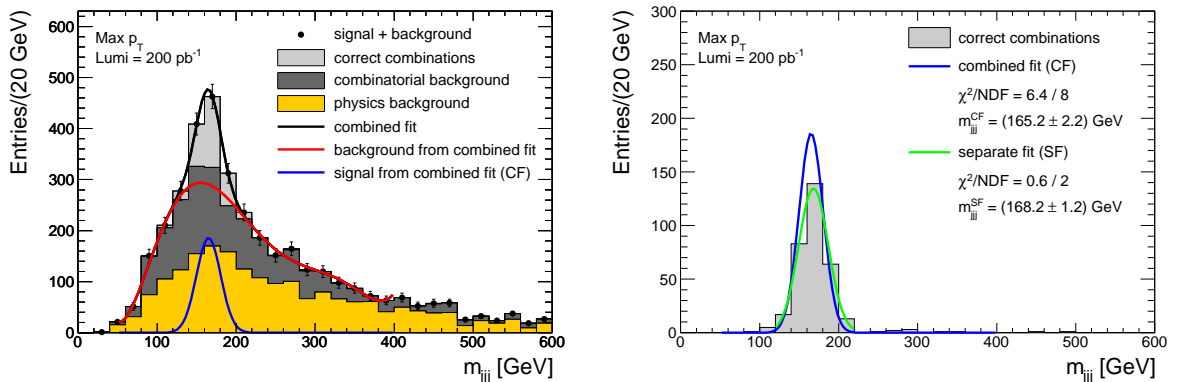 Entries/(20 GeV)
600
500
400
300
200
100
0
Max p_T
Lumi = 200 pb⁻¹
signal + background
correct combinations
combinatorial background
physics background
combined fit
background from combined fit
signal from combined fit (CF)
0 100 200 300 400 500 600
m_jjj [GeV]
Entries/(20 GeV)
300
250
200
150
100
50
0
Max p_T
Lumi = 200 pb⁻¹
correct combinations
combined fit (CF)
χ²/NDF = 6.4 / 8
m_jjj^CF = (165.2 ± 2.2) GeV
separate fit (SF)
χ²/NDF = 0.6 / 2
m_jjj^SF = (168.2 ± 1.2) GeV
0 100 200 300 400 500 600
m_jjj [GeV]